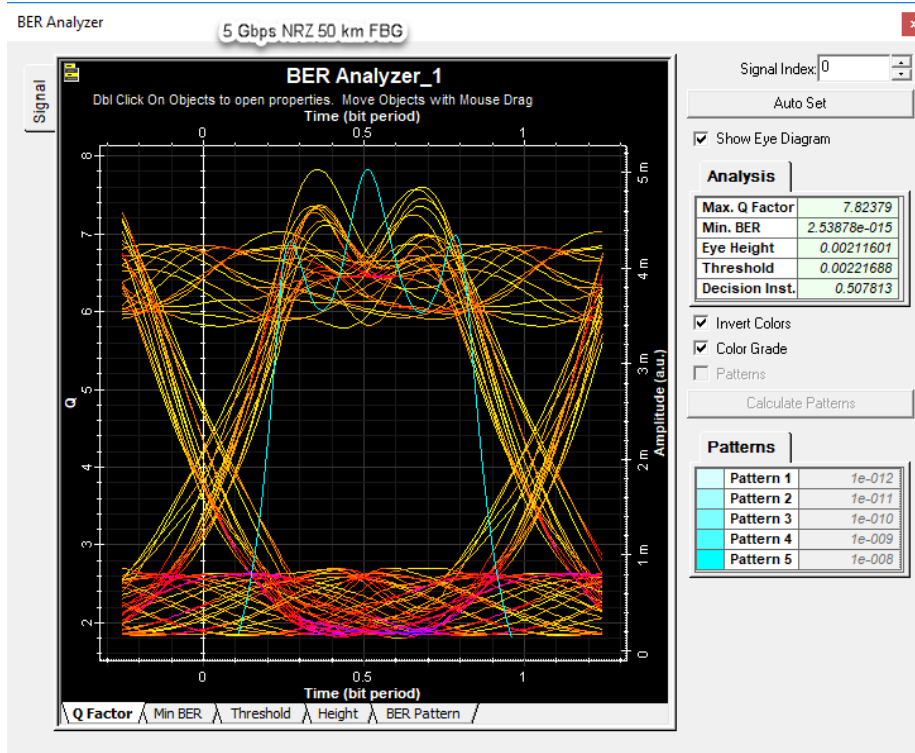 BER Analyzer
x
5 Gbps NRZ 50 km FBG
Signal
BER Analyzer_1
Dbl Click On Objects to open properties. Move Objects with Mouse Drag
Time (bit period)
0 0.5 1
8
7
6
5
4
3
2
Q
5 m
4 m
3 m
2 m
1 m
0
Amplitude (a.u.)
0 0.5 1
Time (bit period)
Q Factor Min BER Threshold Height BER Pattern
Signal Index: 0
Auto Set
Show Eye Diagram
Analysis
Max. Q Factor 7.82379
Min. BER 2.53878e-015
Eye Height 0.00211601
Threshold 0.00221688
Decision Inst. 0.507813
Invert Colors
Color Grade
Patterns
Calculate Patterns
Patterns
Pattern 1 1e-012
Pattern 2 1e-011
Pattern 3 1e-010
Pattern 4 1e-009
Pattern 5 1e-008